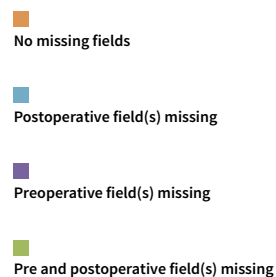 No missing fields
Postoperative field(s) missing
Preoperative field(s) missing
Pre and postoperative field(s) missing